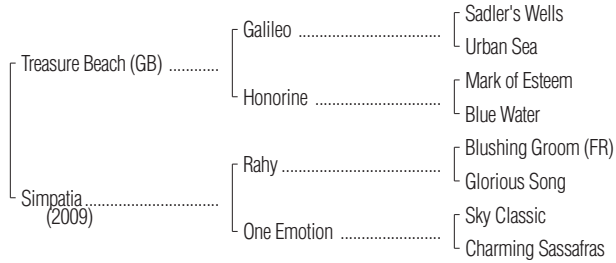 Sadler's Wells
Galileo ....................................
Urban Sea
Treasure Beach (GB) ............
Mark of Esteem
Honorine ................................
Blue Water
Blushing Groom (FR)
Rahy ..........................................
Glorious Song
Simpatia ................................
(2009)
Sky Classic
One Emotion .........................
Charming Sassafras